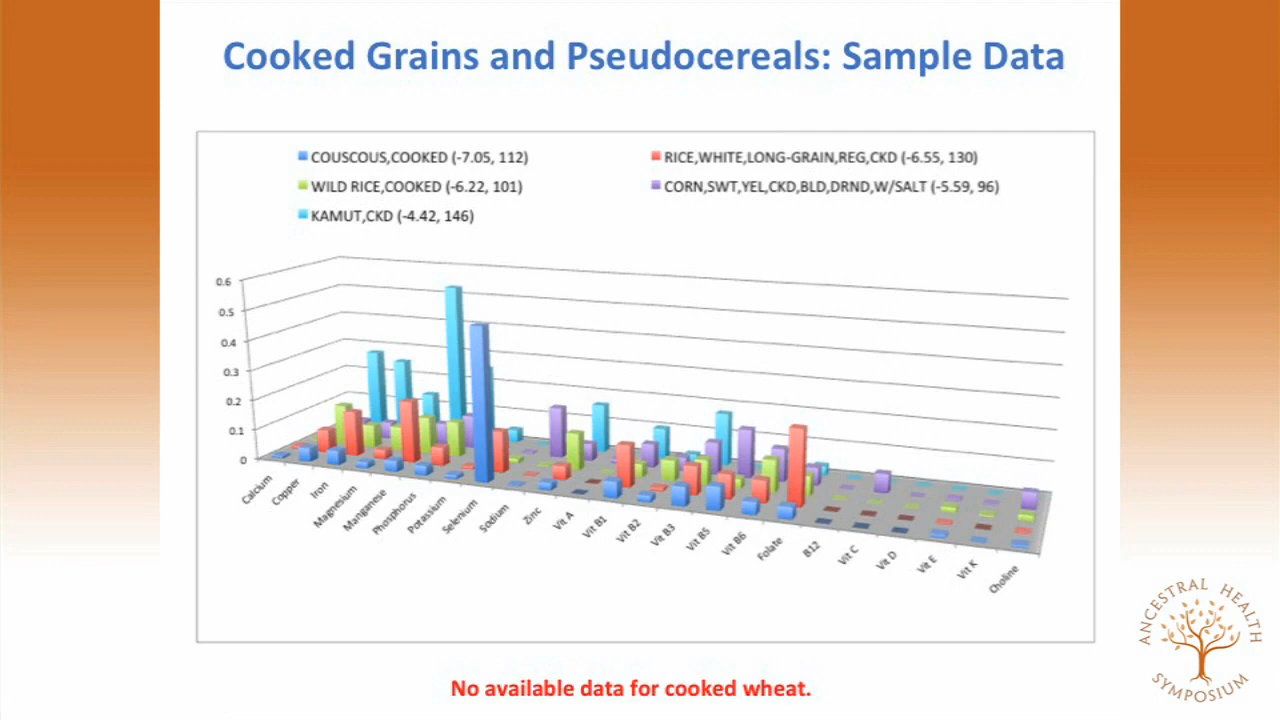 Cooked Grains and Pseudocereals: Sample Data
COUSCOUS,COOKED (-7.05, 112)
RICE,WHITE,LONG-GRAIN,REG,CKD (-6.55, 130)
WILD RICE,COOKED (-6.22, 101)
CORN,SWT,YEL,CKD,BLD,DRND,W/SALT (-5.59, 96)
KAMUT,CKD (-4.42, 146)
0.6
0.5
0.4
0.3
0.2
0.1
0
Calcium
Copper
Iron
Magnesium
Manganese
Phosphorus
Potassium
Selenium
Sodium
Zinc
Vit A
Vit B1
Vit B2
Vit B3
Vit B5
Vit B6
Folate
B12
Vit C
Vit D
Vit E
Vit K
Choline
ANCESTRAL HEALTH
SYMPOSIUM
No available data for cooked wheat.